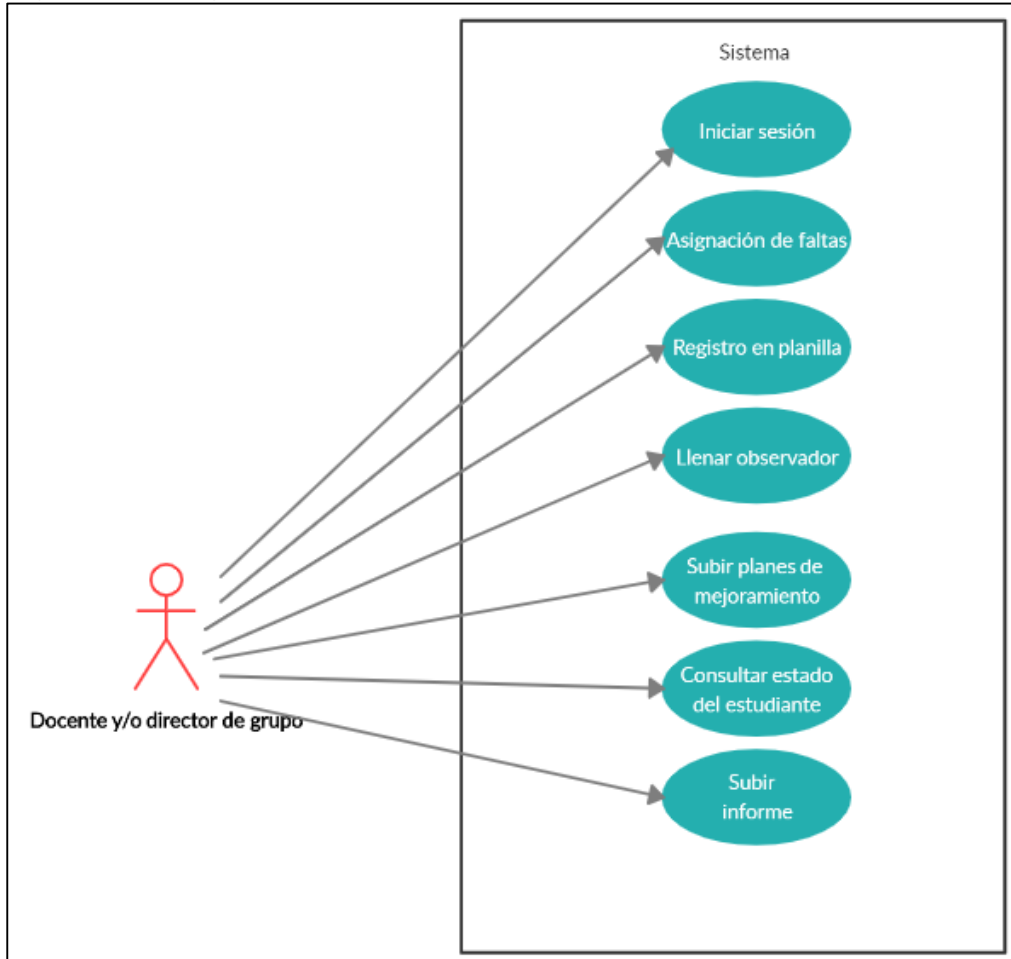 Sistema
Iniciar sesión
Asignación de faltas
Registro en planilla
Llenar observador
Subir planes de
mejoramiento
Consultar estado
del estudiante
Docente y/o director de grupo
Subir
informe